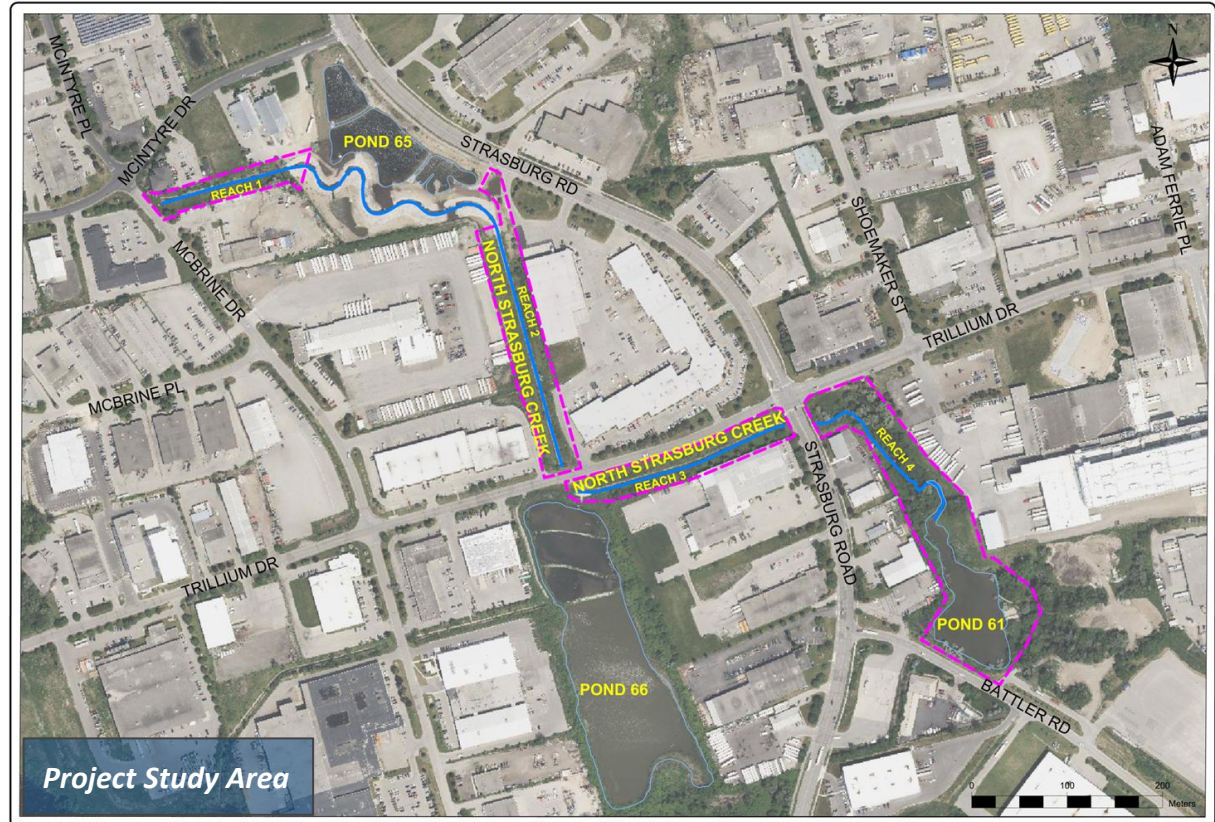 N
MCINTYRE PL
MCINTYRE DR
POND 65
STRASBURG RD
ADAM FERRIE PL
REACH 1
SHOEMAKER ST
MCBRINE DR
NORTH STRASBURG CREEK
REACH 2
TRILLIUM DR
MCBRINE PL
NORTH STRASBURG CREEK
REACH 3
REACH 4
STRASBURG ROAD
TRILLIUM DR
POND 61
POND 66
BATTLER RD
Project Study Area
0 100 200
Meters